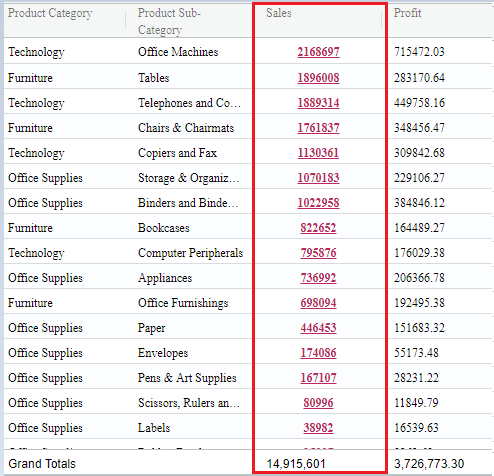 Product Category Product Sub- Sales Profit
Category
Technology Office Machines 2168697 715472.03
Furniture Tables 1896008 283170.64
Technology Telephones and Co... 1889314 449758.16
Furniture Chairs & Chairmats 1761837 348456.47
Technology Copiers and Fax 1130361 309842.68
Office Supplies Storage & Organiz... 1070183 229106.27
Office Supplies Binders and Binde... 1022958 384846.12
Furniture Bookcases 822652 164489.27
Technology Computer Peripherals 795876 176029.38
Office Supplies Appliances 736992 206366.78
Furniture Office Furnishings 698094 192495.38
Office Supplies Paper 446453 151683.32
Office Supplies Envelopes 174086 55173.48
Office Supplies Pens & Art Supplies 167107 28231.22
Office Supplies Scissors, Rulers an... 80996 11849.79
Office Supplies Labels 38982 16539.63
Grand Totals 14,915,601 3,726,773.30